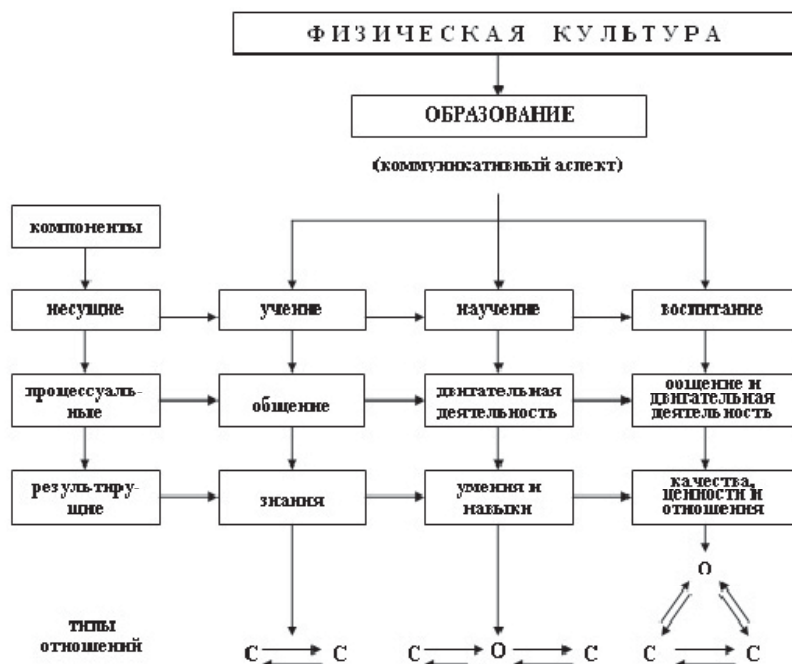 ФИЗИЧЕСКАЯ КУЛЬТУРА
ОБРАЗОВАНИЕ
(коммуникативный аспект)
компоненты
несущие
учение
научение
воспитание
процессуаль-
ные
общение
двигательная
деятельность
общение и
двигательная
деятельность
результирую-
щие
знания
умения и
навыки
качества,
ценности и
отношения
О
типы
отношений
С С
С О С
С С